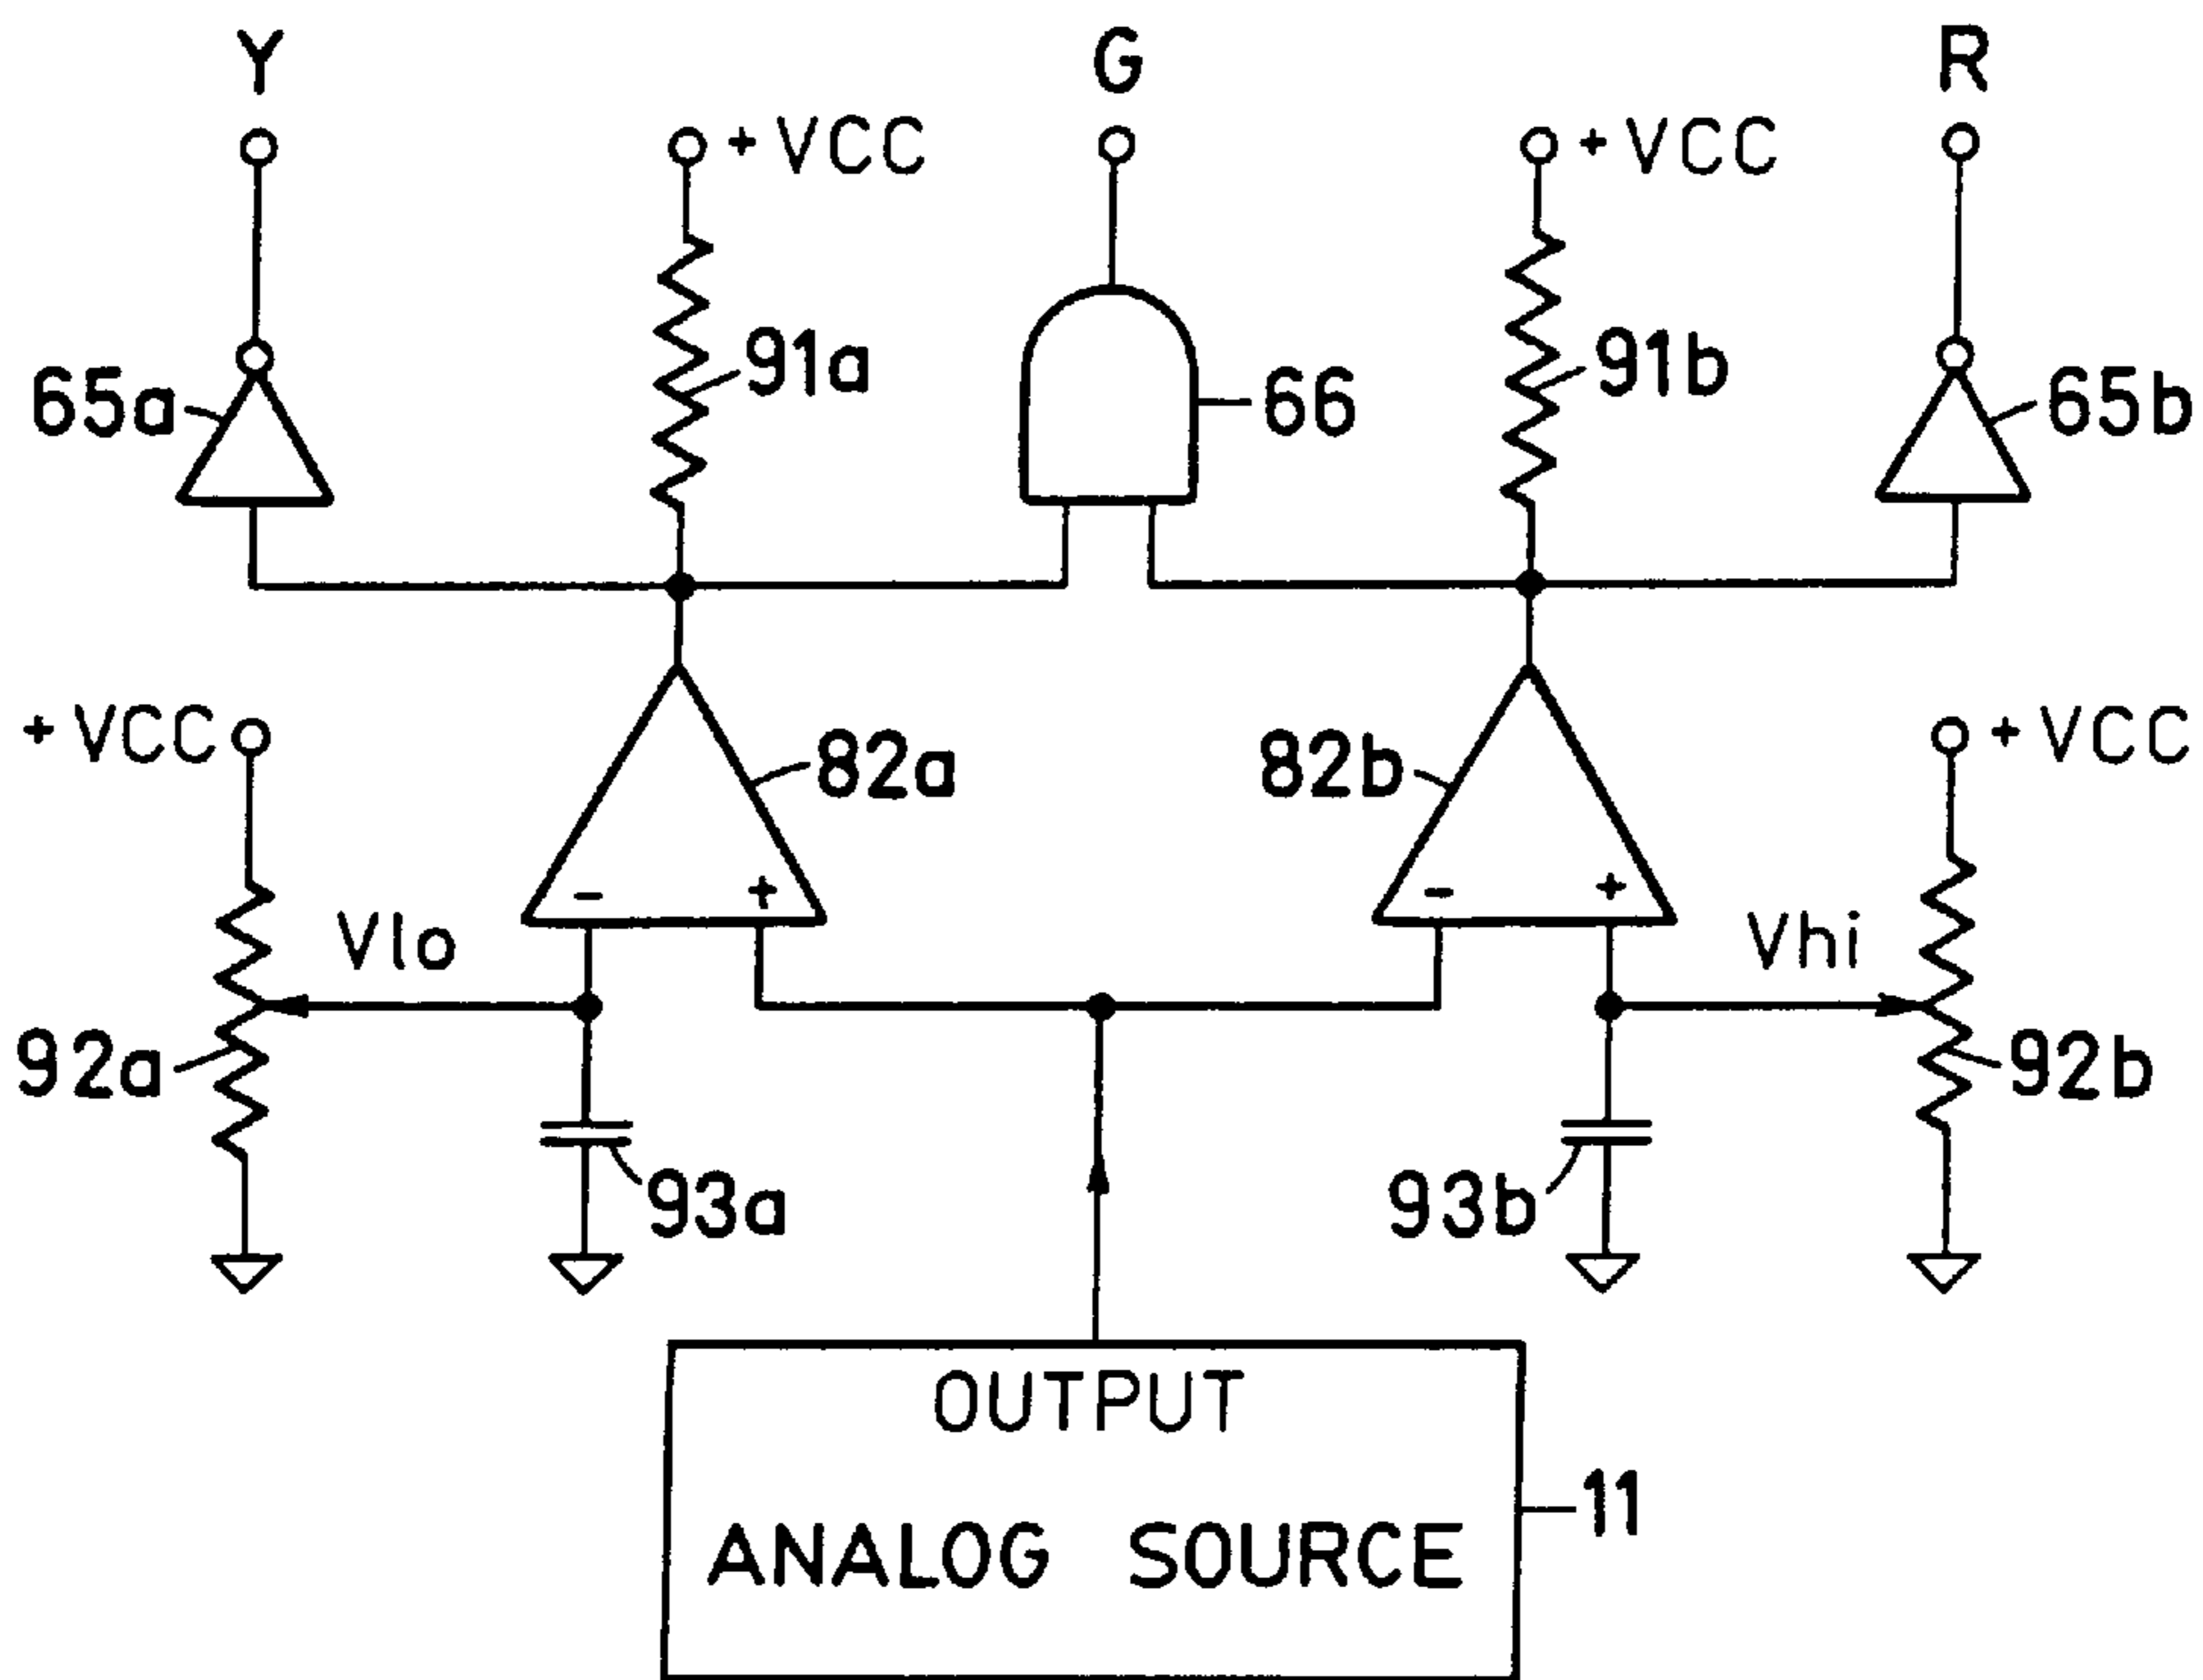 Y G R
+VCC +VCC
65a 91a 66 91b 65b
+VCC 82a 82b +VCC
- + - +
Vlo Vhi
92a 92b
93a 93b
OUTPUT
ANALOG SOURCE 11